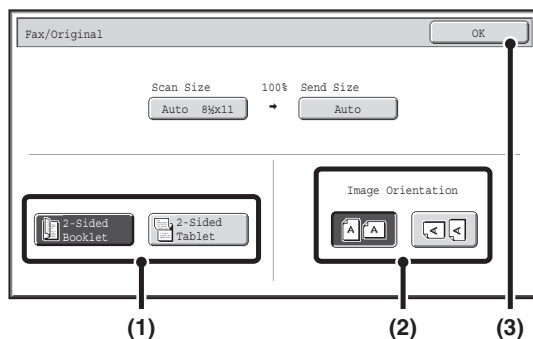 Fax/Original OK
Scan Size 100% Send Size
Auto 8½x11 Auto
Image Orientation
2-Sided
Booklet
2-Sided
Tablet
A A A A
(1) (2) (3)